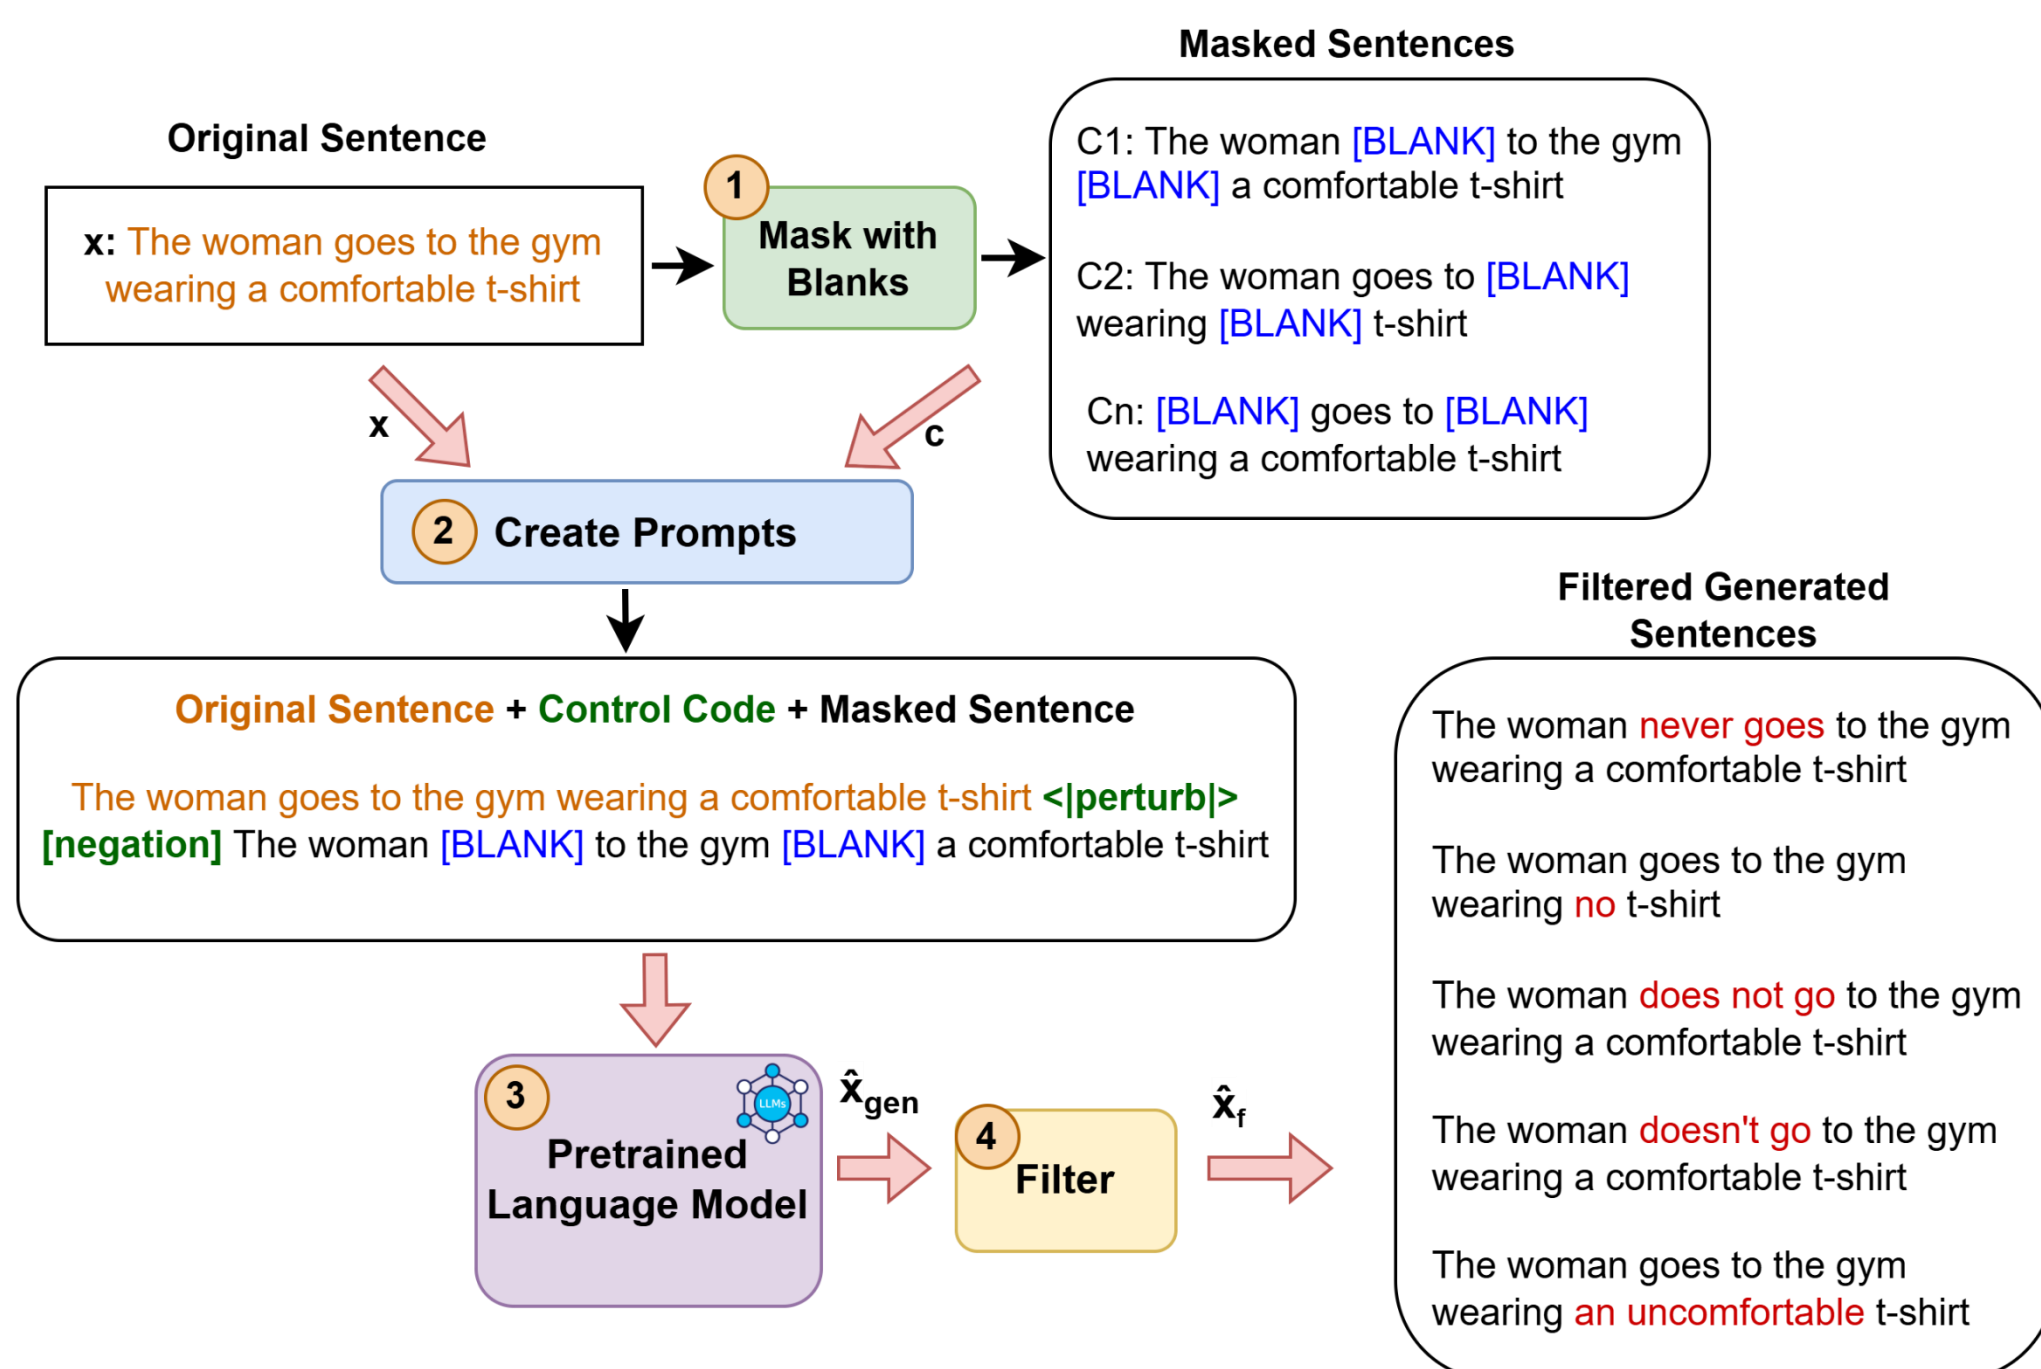 Masked Sentences
Original Sentence
x: The woman goes to the gym
wearing a comfortable t-shirt
1
Mask with
Blanks
C1: The woman [BLANK] to the gym
[BLANK] a comfortable t-shirt
C2: The woman goes to [BLANK]
wearing [BLANK] t-shirt
Cn: [BLANK] goes to [BLANK]
wearing a comfortable t-shirt
x
c
2 Create Prompts
Original Sentence + Control Code + Masked Sentence
The woman goes to the gym wearing a comfortable t-shirt <|perturb|>
[negation] The woman [BLANK] to the gym [BLANK] a comfortable t-shirt
3
LLMs
Pretrained
Language Model
x̂gen
4
Filter
x̂f
Filtered Generated
Sentences
The woman never goes to the gym
wearing a comfortable t-shirt
The woman goes to the gym
wearing no t-shirt
The woman does not go to the gym
wearing a comfortable t-shirt
The woman doesn't go to the gym
wearing a comfortable t-shirt
The woman goes to the gym
wearing an uncomfortable t-shirt